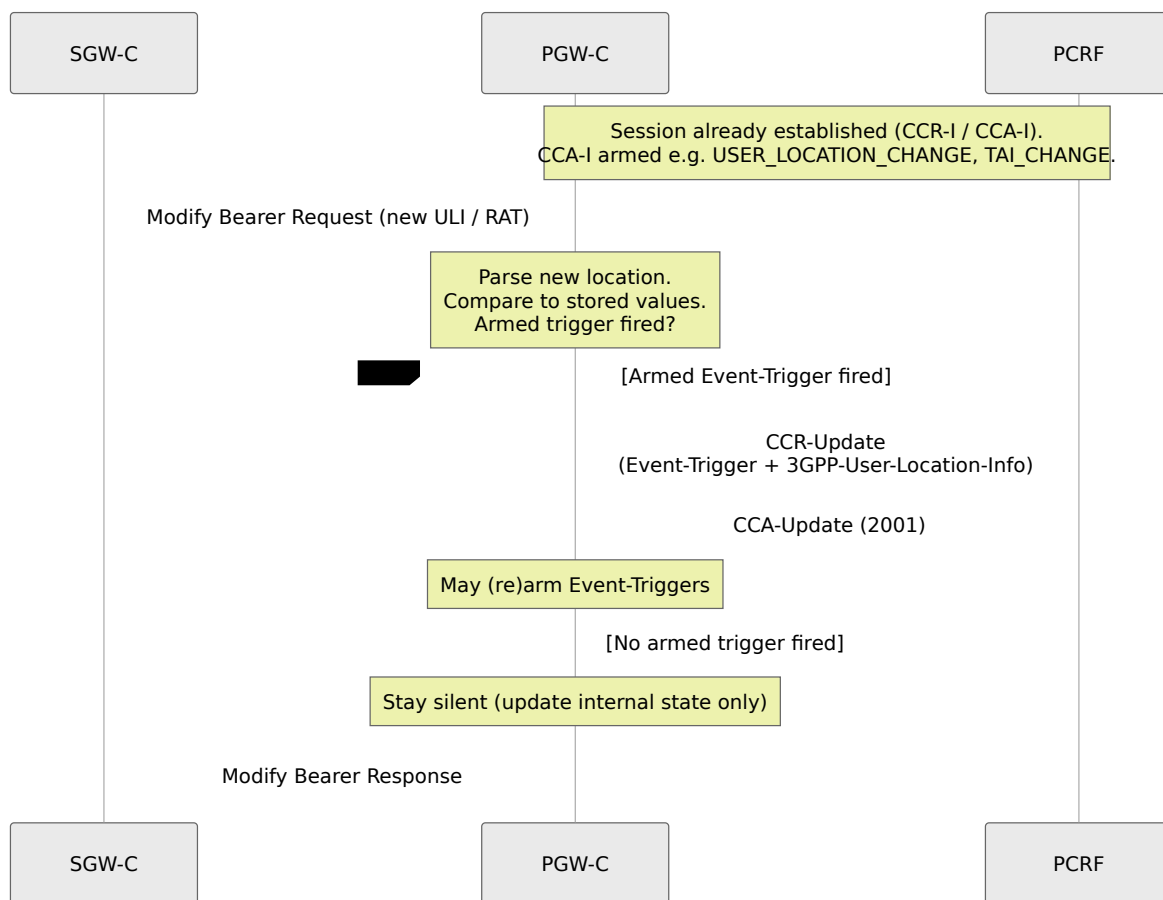 SGW-C
PGW-C
PCRF
Session already established (CCR-I / CCA-I).
CCA-I armed e.g. USER_LOCATION_CHANGE, TAI_CHANGE.
Modify Bearer Request (new ULI / RAT)
Parse new location.
Compare to stored values.
Armed trigger fired?
[Armed Event-Trigger fired]
CCR-Update
(Event-Trigger + 3GPP-User-Location-Info)
CCA-Update (2001)
May (re)arm Event-Triggers
[No armed trigger fired]
Stay silent (update internal state only)
Modify Bearer Response
SGW-C
PGW-C
PCRF